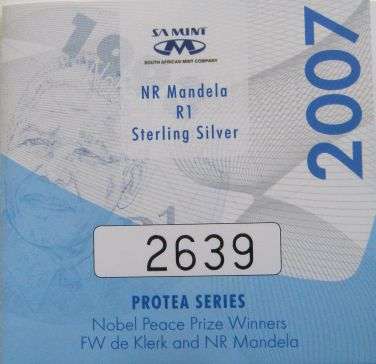 SA MINT
SOUTH AFRICAN MINT COMPANY
NR Mandela
R1
Sterling Silver
2007
2639
PROTEA SERIES
Nobel Peace Prize Winners
FW de Klerk and NR Mandela